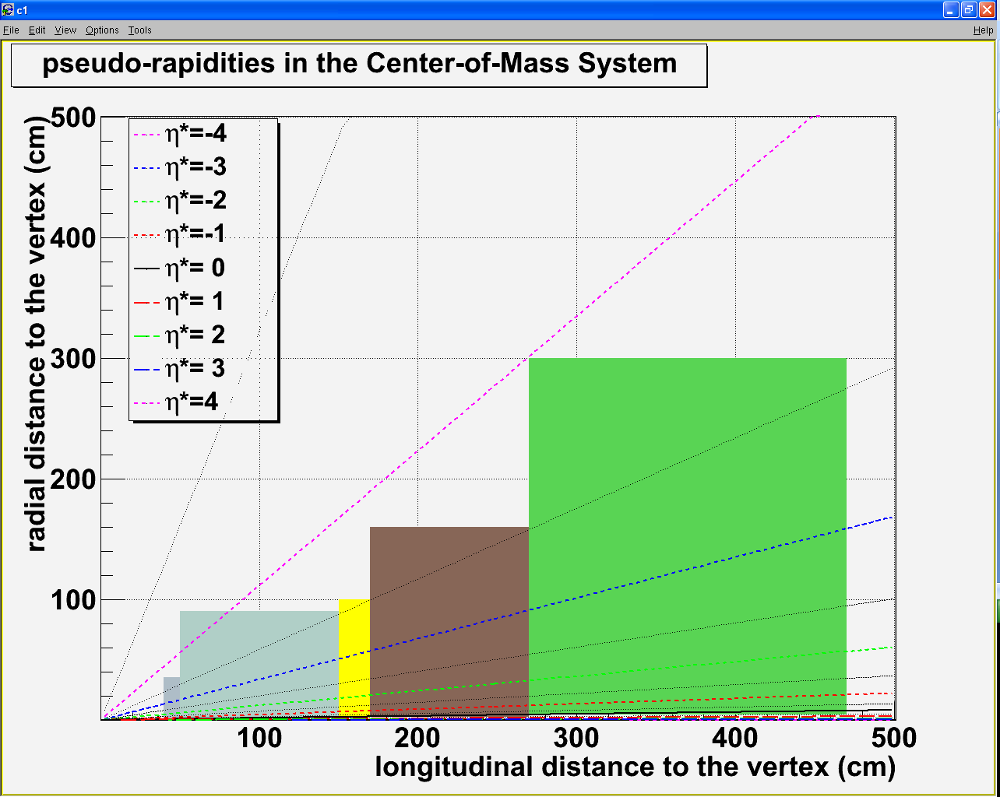 c1
File Edit View Options Tools Help
pseudo-rapidities in the Center-of-Mass System
radial distance to the vertex (cm)
500
400
300
200
100
η*=-4
η*=-3
η*=-2
η*=-1
η*= 0
η*= 1
η*= 2
η*= 3
η*=4
100 200 300 400 500
longitudinal distance to the vertex (cm)